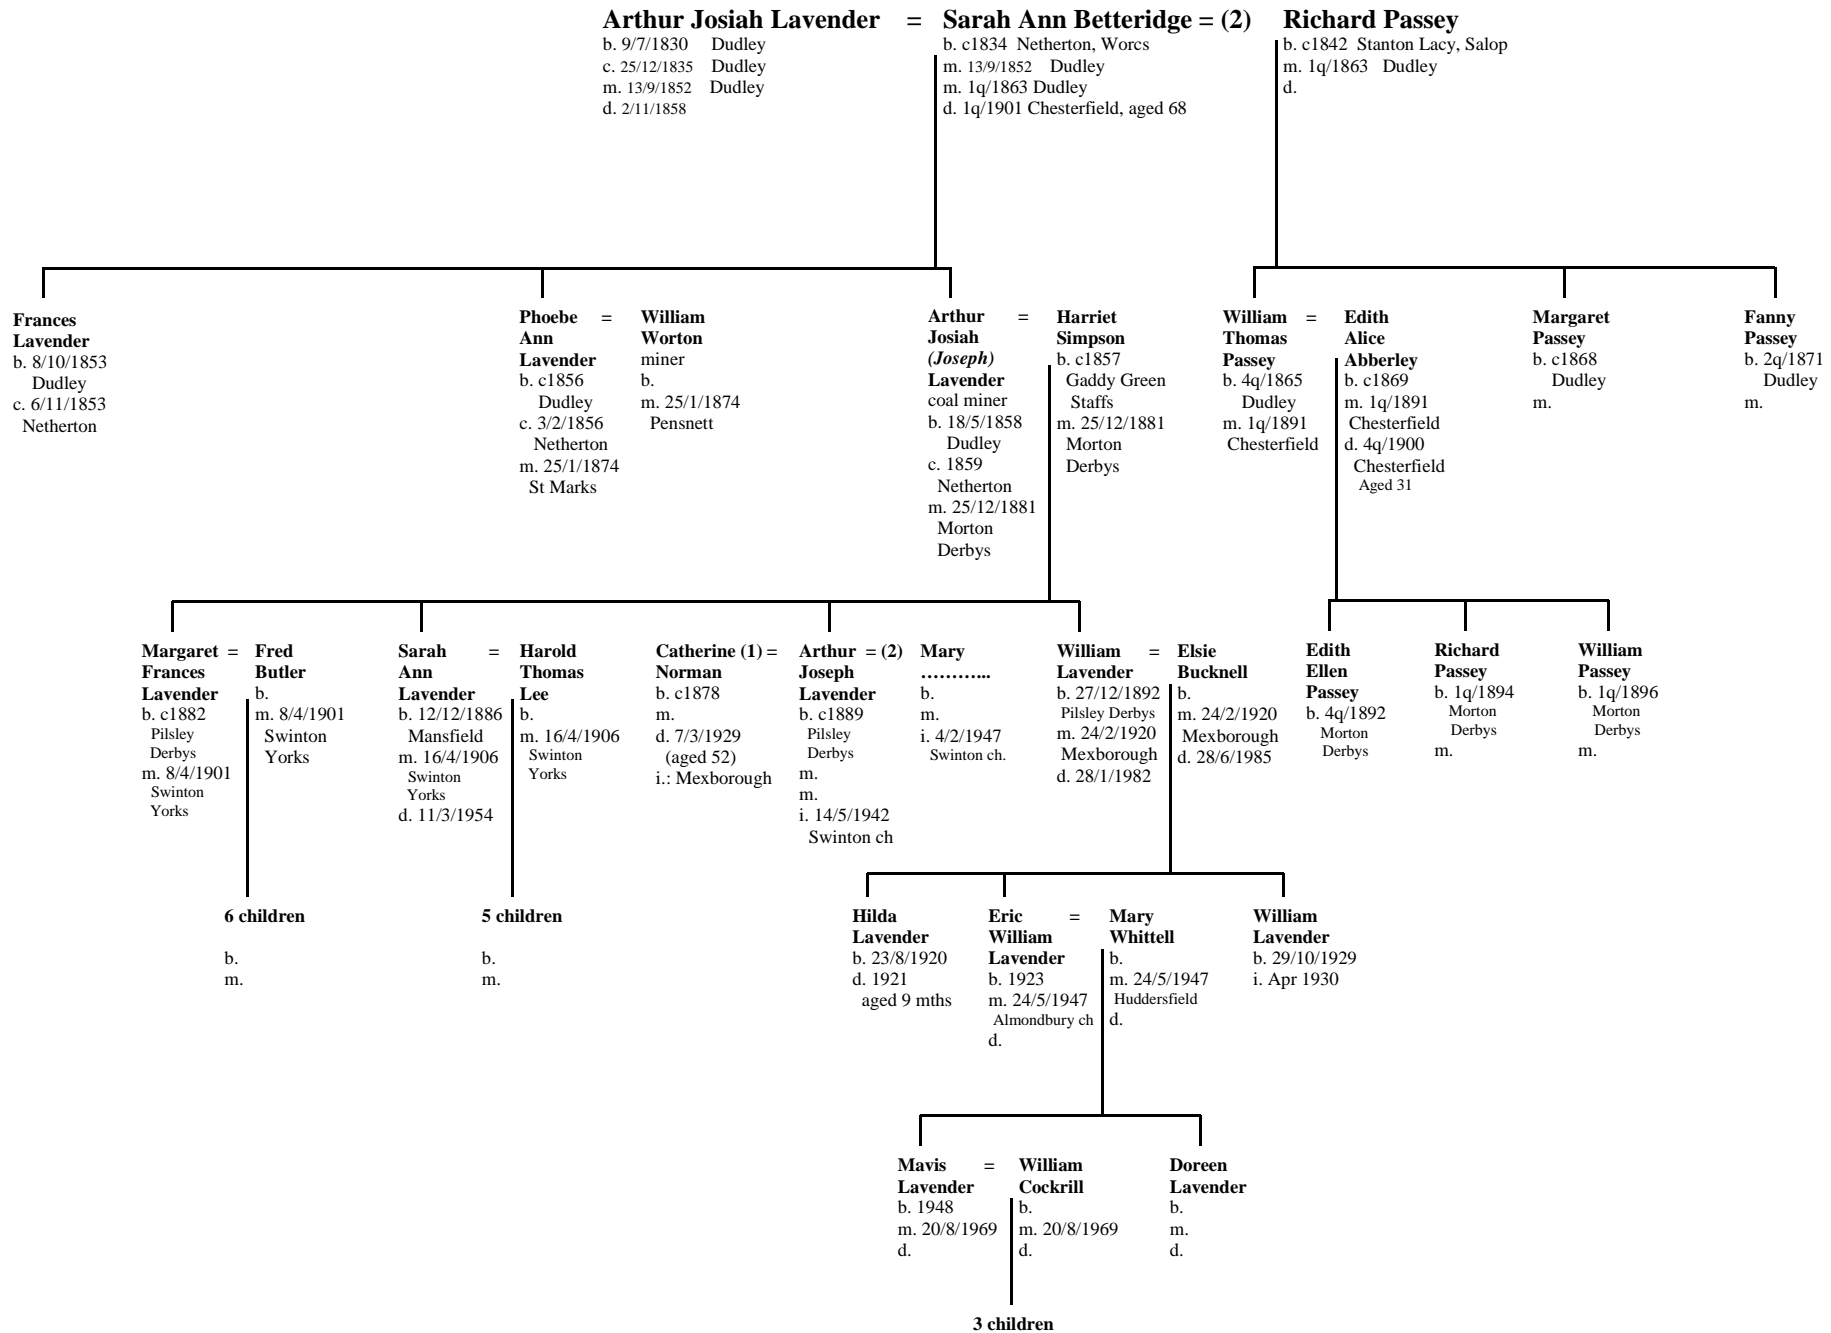 Arthur Josiah Lavender = Sarah Ann Betteridge = (2) Richard Passey
b. 9/7/1830 Dudley
c. 25/12/1835 Dudley
m. 13/9/1852 Dudley
d. 2/11/1858
b. c1834 Netherton, Worcs
m. 13/9/1852 Dudley
m. 1q/1863 Dudley
d. 1q/1901 Chesterfield, aged 68
b. c1842 Stanton Lacy, Salop
m. 1q/1863 Dudley
d.
Frances
Lavender
b. 8/10/1853
Dudley
c. 6/11/1853
Netherton
Phoebe =
Ann
Lavender
b. c1856
Dudley
c. 3/2/1856
Netherton
m. 25/1/1874
St Marks
William
Worton
miner
b.
m. 25/1/1874
Pensnett
Arthur =
Josiah
(Joseph)
Lavender
coal miner
b. 18/5/1858
Dudley
c. 1859
Netherton
m. 25/12/1881
Morton
Derbys
Harriet
Simpson
b. c1857
Gaddy Green
Staffs
m. 25/12/1881
Morton
Derbys
William =
Thomas
Passey
b. 4q/1865
Dudley
m. 1q/1891
Chesterfield
Edith
Alice
Abberley
b. c1869
m. 1q/1891
Chesterfield
d. 4q/1900
Chesterfield
Aged 31
Margaret
Passey
b. c1868
Dudley
m.
Fanny
Passey
b. 2q/1871
Dudley
m.
Margaret =
Frances
Lavender
b. c1882
Pilsley
Derbys
m. 8/4/1901
Swinton
Yorks
Fred
Butler
b.
m. 8/4/1901
Swinton
Yorks
Sarah =
Ann
Lavender
b. 12/12/1886
Mansfield
m. 16/4/1906
Swinton
Yorks
d. 11/3/1954
Harold
Thomas
Lee
b.
m. 16/4/1906
Swinton
Yorks
Catherine (1) =
Norman
b. c1878
m.
d. 7/3/1929
(aged 52)
i.: Mexborough
Arthur = (2)
Joseph
Lavender
b. c1889
Pilsley
Derbys
m.
m.
i. 14/5/1942
Swinton ch
Mary
………...
b.
m.
i. 4/2/1947
Swinton ch.
William =
Lavender
b. 27/12/1892
Pilsley Derbys
m. 24/2/1920
Mexborough
d. 28/1/1982
Elsie
Bucknell
b.
m. 24/2/1920
Mexborough
d. 28/6/1985
Edith
Ellen
Passey
b. 4q/1892
Morton
Derbys
Richard
Passey
b. 1q/1894
Morton
Derbys
m.
William
Passey
b. 1q/1896
Morton
Derbys
m.
6 children
b.
m.
5 children
b.
m.
Hilda
Lavender
b. 23/8/1920
d. 1921
aged 9 mths
Eric =
William
Lavender
b. 1923
m. 24/5/1947
Almondbury ch
d.
Mary
Whittell
b.
m. 24/5/1947
Huddersfield
d.
William
Lavender
b. 29/10/1929
i. Apr 1930
Mavis =
Lavender
b. 1948
m. 20/8/1969
d.
William
Cockrill
b.
m. 20/8/1969
d.
Doreen
Lavender
b.
m.
d.
3 children